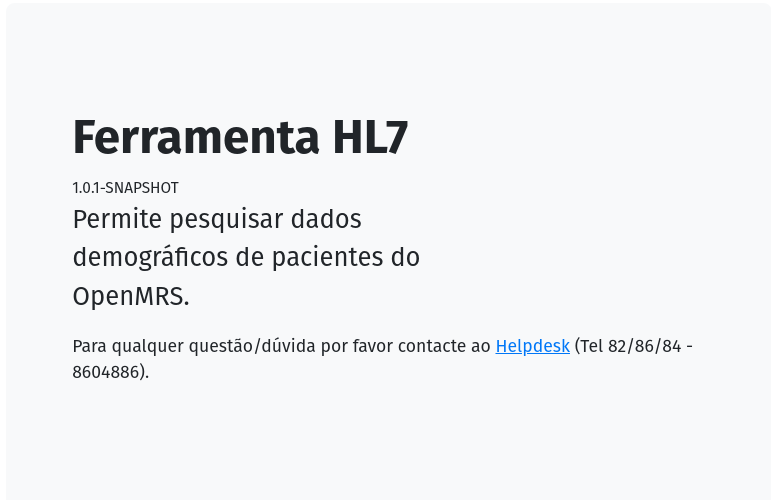 Ferramenta HL7
1.0.1-SNAPSHOT
Permite pesquisar dados
demográficos de pacientes do
OpenMRS.
Para qualquer questão/dúvida por favor contacte ao Helpdesk (Tel 82/86/84 -
8604886).